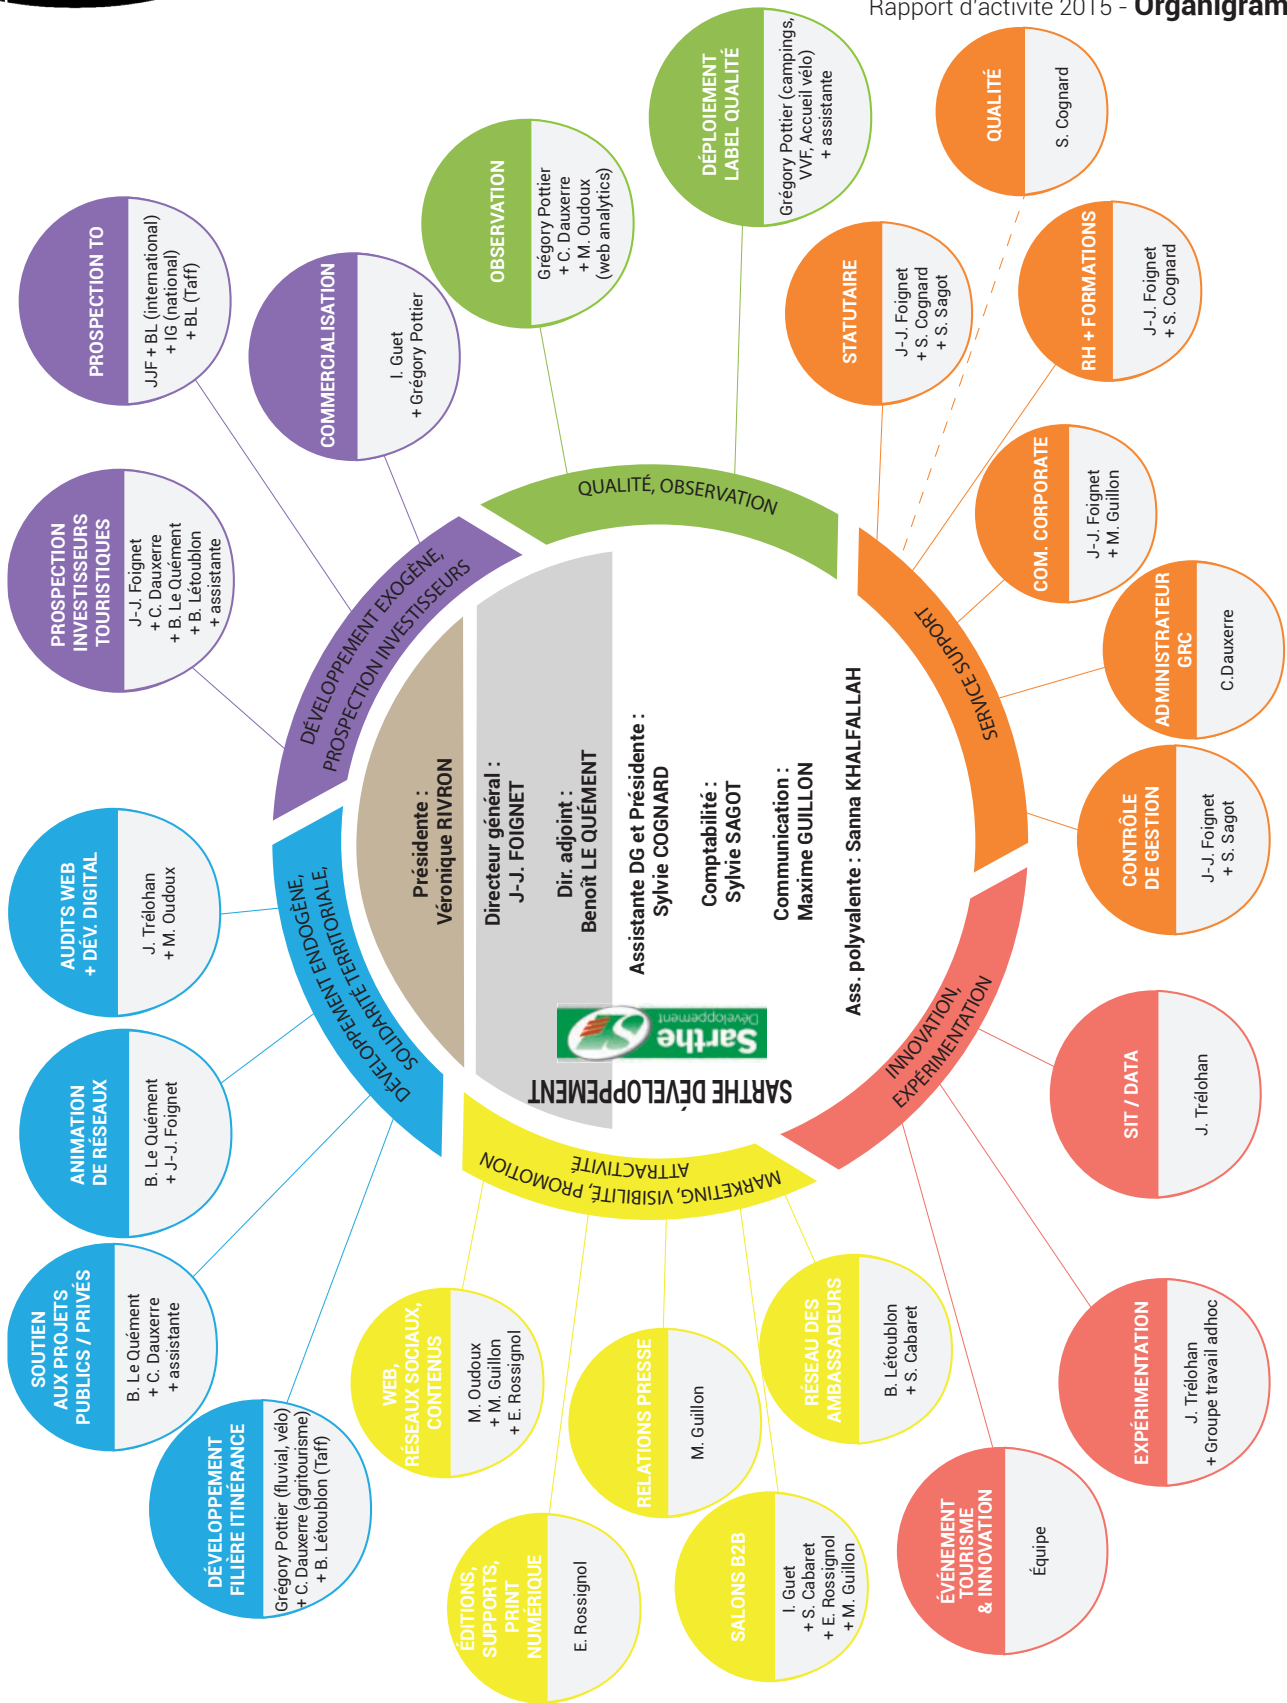 Rapport d'activité 2015 - Organigram
PROSPECTION TO
JJF + BL (international)
+ IG (national)
+ BL (Taff)
COMMERCIALISATION
I. Guet
+ Grégory Pottier
PROSPECTION
INVESTISSEURS
TOURISTIQUES
J-J. Foignet
+ C. Dauxerre
+ B. Le Quément
+ B. Létoublon
+ assistante
DÉVELOPPEMENT EXOGÈNE,
PROSPECTION INVESTISSEURS
OBSERVATION
Grégory Pottier
+ C. Dauxerre
+ M. Oudoux
(web analytics)
DÉPLOIEMENT
LABEL QUALITÉ
Grégory Pottier (campings,
VVF, Accueil vélo)
+ assistante
QUALITÉ, OBSERVATION
QUALITÉ
S. Cognard
STATUTAIRE
J-J. Foignet
+ S. Cognard
+ S. Sagot
RH + FORMATIONS
J-J. Foignet
+ S. Cognard
COM. CORPORATE
J-J. Foignet
+ M. Guillon
ADMINISTRATEUR
GRC
C.Dauxerre
CONTRÔLE
DE GESTION
J-J. Foignet
+ S. Sagot
SERVICE SUPPORT
Présidente :
Véronique RIVRON
Directeur général :
J-J. FOIGNET
Dir. adjoint :
Benoît LE QUÉMENT
Assistante DG et Présidente :
Sylvie COGNARD
Comptabilité :
Sylvie SAGOT
Communication :
Maxime GUILLON
Ass. polyvalente : Sanna KHALFALLAH
Sarthe
Développement
SARTHE DÉVELOPPEMENT
AUDITS WEB
+ DÉV. DIGITAL
J. Trélohan
+ M. Oudoux
ANIMATION
DE RÉSEAUX
B. Le Quément
+ J-J. Foignet
SOUTIEN
AUX PROJETS
PUBLICS / PRIVÉS
B. Le Quément
+ C. Dauxerre
+ assistante
DÉVELOPPEMENT
FILIÈRE ITINÉRANCE
Grégory Pottier (fluvial, vélo)
+ C. Dauxerre (agritourisme)
+ B. Létoublon (Taff)
DÉVELOPPEMENT ENDOGÈNE,
SOLIDARITÉ TERRITORIALE,
MARKETING, VISIBILITÉ, PROMOTION
ATTRACTIVITÉ
WEB,
RÉSEAUX SOCIAUX,
CONTENUS
M. Oudoux
+ M. Guillon
+ E. Rossignol
ÉDITIONS,
SUPPORTS,
PRINT
NUMÉRIQUE
E. Rossignol
RELATIONS PRESSE
M. Guillon
SALONS B2B
I. Guet
+ S. Cabaret
+ E. Rossignol
+ M. Guillon
RÉSEAU DES
AMBASSADEURS
B. Létoublon
+ S. Cabaret
INNOVATION,
EXPÉRIMENTATION
SIT / DATA
J. Trélohan
EXPÉRIMENTATION
J. Trélohan
+ Groupe travail adhoc
ÉVÉNEMENT
TOURISME
& INNOVATION
Équipe